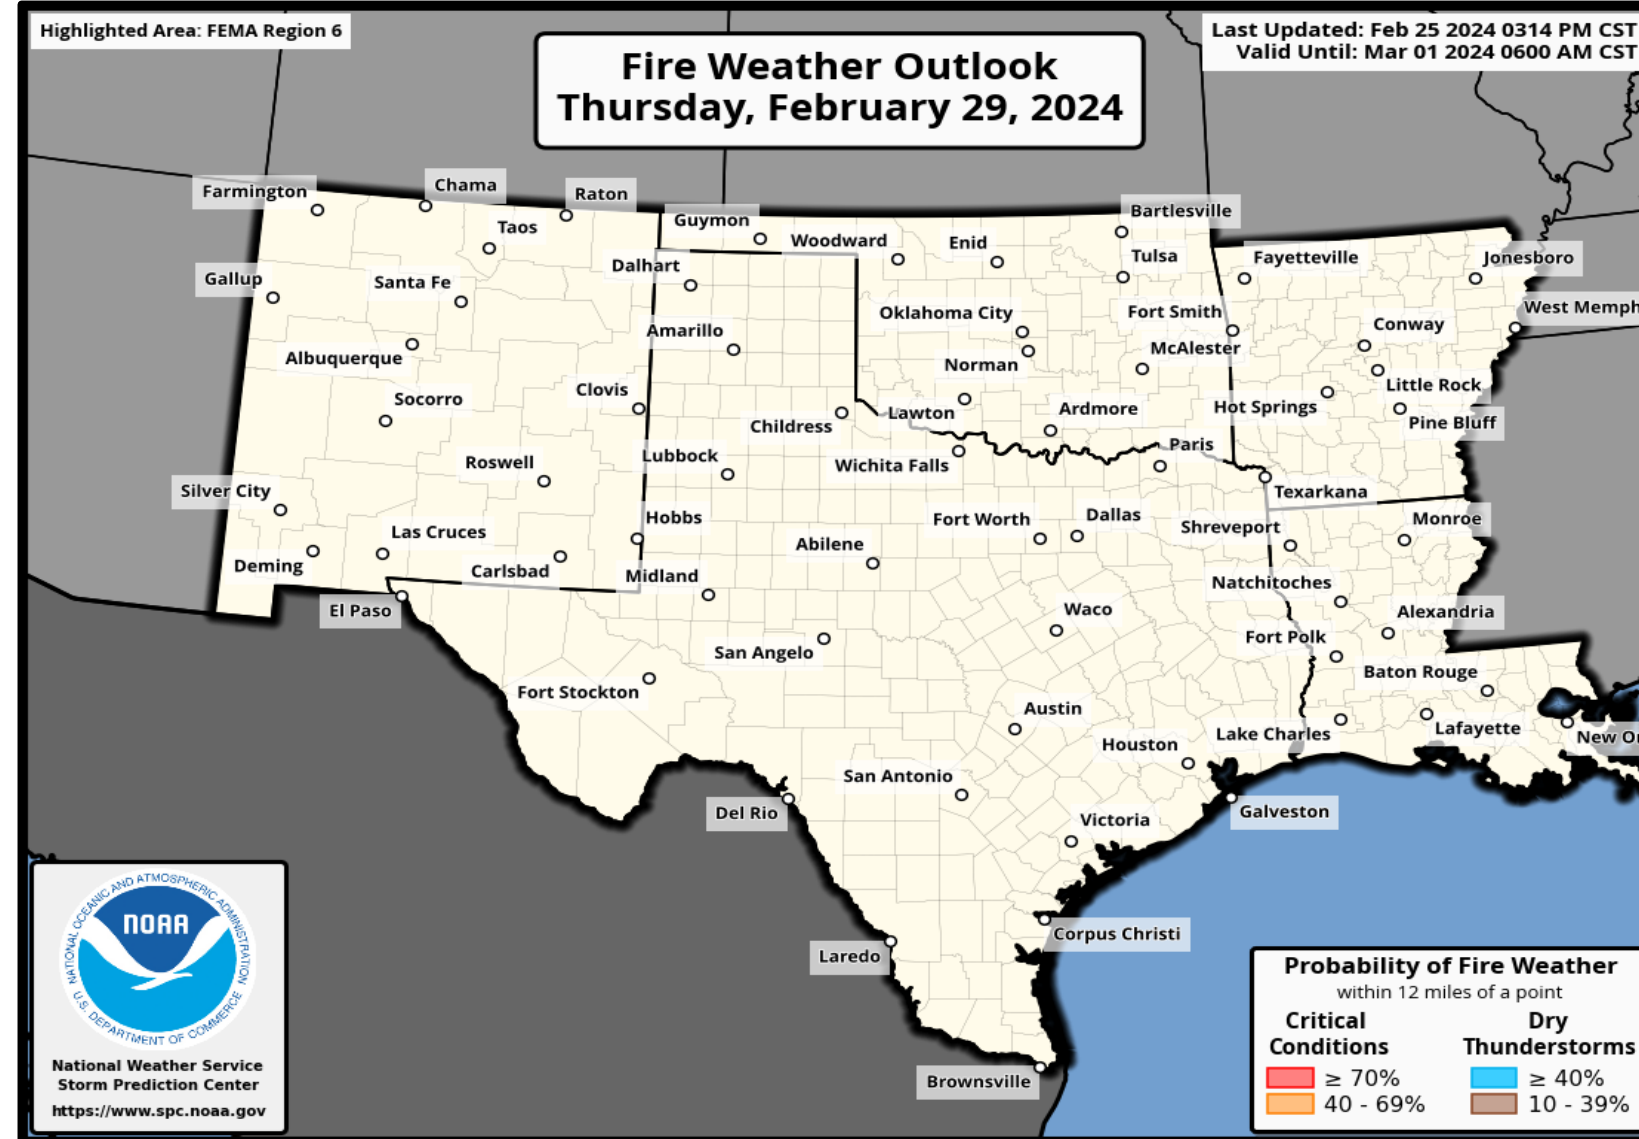 Highlighted Area: FEMA Region 6
Fire Weather Outlook
Thursday, February 29, 2024
Last Updated: Feb 25 2024 0314 PM CST
Valid Until: Mar 01 2024 0600 AM CST
Farmington
Chama
Raton
Taos
Guymon
Woodward
Enid
Bartlesville
Tulsa
Fayetteville
Jonesboro
Gallup
Santa Fe
Dalhart
Oklahoma City
Fort Smith
West Memph
Albuquerque
Amarillo
Norman
McAlester
Conway
Socorro
Clovis
Childress
Lawton
Ardmore
Hot Springs
Little Rock
Pine Bluff
Roswell
Lubbock
Wichita Falls
Paris
Silver City
Texarkana
Las Cruces
Hobbs
Abilene
Fort Worth
Dallas
Shreveport
Monroe
Deming
Carlsbad
Midland
Natchitoches
El Paso
Waco
Alexandria
San Angelo
Fort Polk
Fort Stockton
Baton Rouge
Austin
Houston
Lake Charles
Lafayette
New Or
San Antonio
Del Rio
Victoria
Galveston
Laredo
Corpus Christi
Brownsville
NATIONAL OCEANIC AND ATMOSPHERIC ADMINISTRATION
NOAA
U.S. DEPARTMENT OF COMMERCE
National Weather Service
Storm Prediction Center
https://www.spc.noaa.gov
Probability of Fire Weather
within 12 miles of a point
Critical Conditions
≥ 70%
40 - 69%
Dry Thunderstorms
≥ 40%
10 - 39%